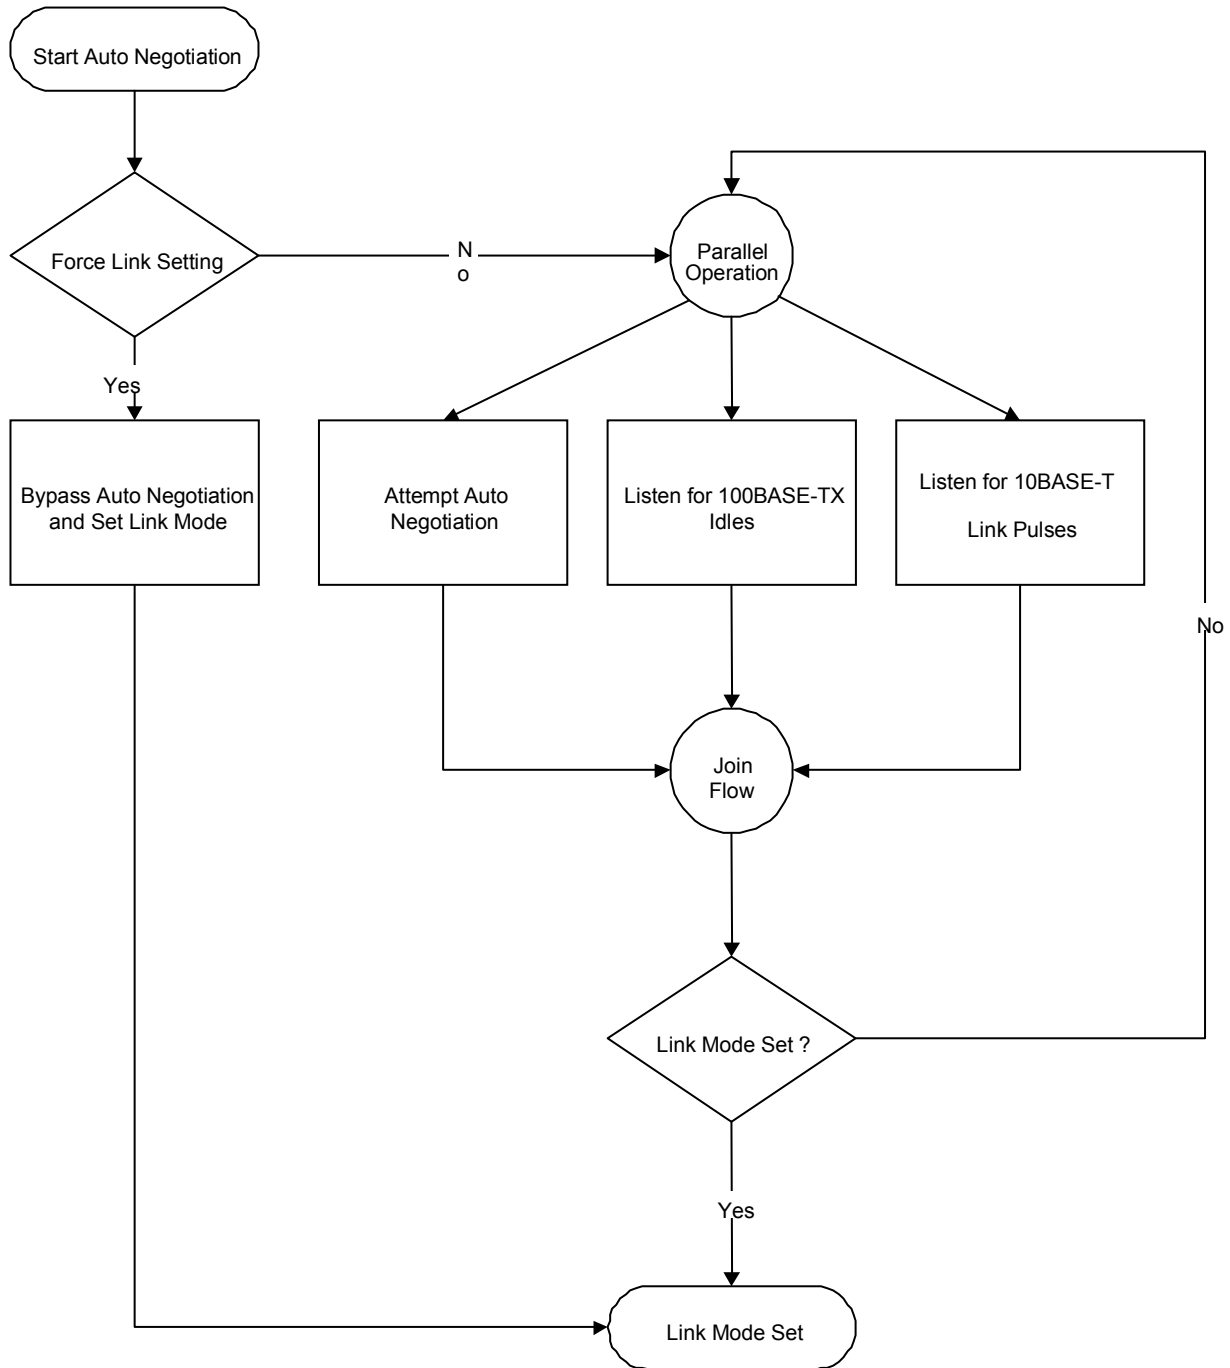 Start Auto Negotiation
Force Link Setting
N
o
Parallel
Operation
Yes
Bypass Auto Negotiation
and Set Link Mode
Attempt Auto
Negotiation
Listen for 100BASE-TX
Idles
Listen for 10BASE-T
Link Pulses
No
Join
Flow
Link Mode Set ?
Yes
Link Mode Set